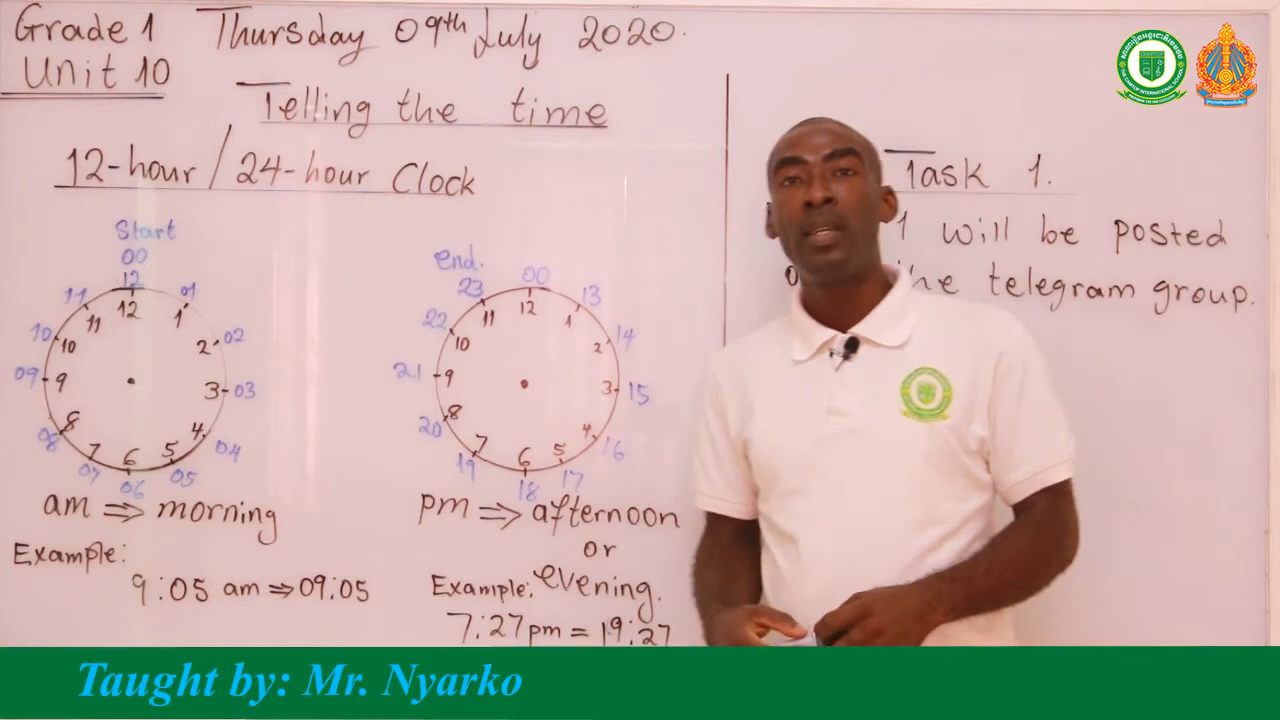 Grade 1 Thursday 09th July 2020.
Unit 10
Telling the time
12-hour / 24-hour Clock
Start
00
12
11 01
12
11 1
10 02
10 2
09 9 3 03
8 4
08 04
7 6 5
07 06 05
am ⇒ morning
Example:
9:05 am ⇒ 09:05
end.
00
23 13
12
11 1
22 14
10 2
21 9 3 15
8 4
20 16
7 6 5
19 18 17
pm ⇒ afternoon
or
evening.
Example:
7:27pm = 19:27
Task 1.
1 will be posted
the telegram group.
THE CAMTOP INTERNATIONAL SCHOOL
Taught by: Mr. Nyarko